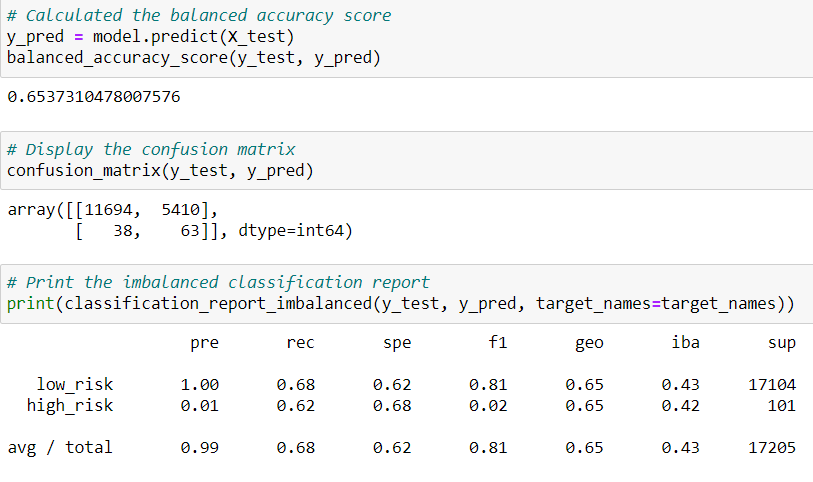 # Calculated the balanced accuracy score
y_pred = model.predict(X_test)
balanced_accuracy_score(y_test, y_pred)
0.6537310478007576
# Display the confusion matrix
confusion_matrix(y_test, y_pred)
array([[11694,  5410],
       [   38,    63]], dtype=int64)
# Print the imbalanced classification report
print(classification_report_imbalanced(y_test, y_pred, target_names=target_names))
pre rec spe f1 geo iba sup
low_risk 1.00 0.68 0.62 0.81 0.65 0.43 17104
high_risk 0.01 0.62 0.68 0.02 0.65 0.42 101
avg / total 0.99 0.68 0.62 0.81 0.65 0.43 17205